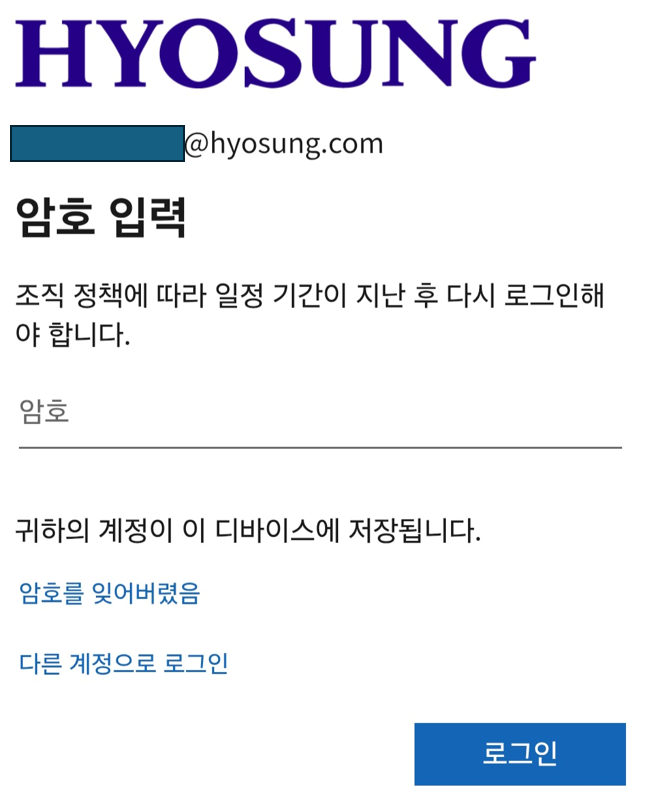 HYOSUNG
@hyosung.com
암호 입력
조직 정책에 따라 일정 기간이 지난 후 다시 로그인해
야 합니다.
암호
귀하의 계정이 이 디바이스에 저장됩니다.
암호를 잊어버렸음
다른 계정으로 로그인
로그인